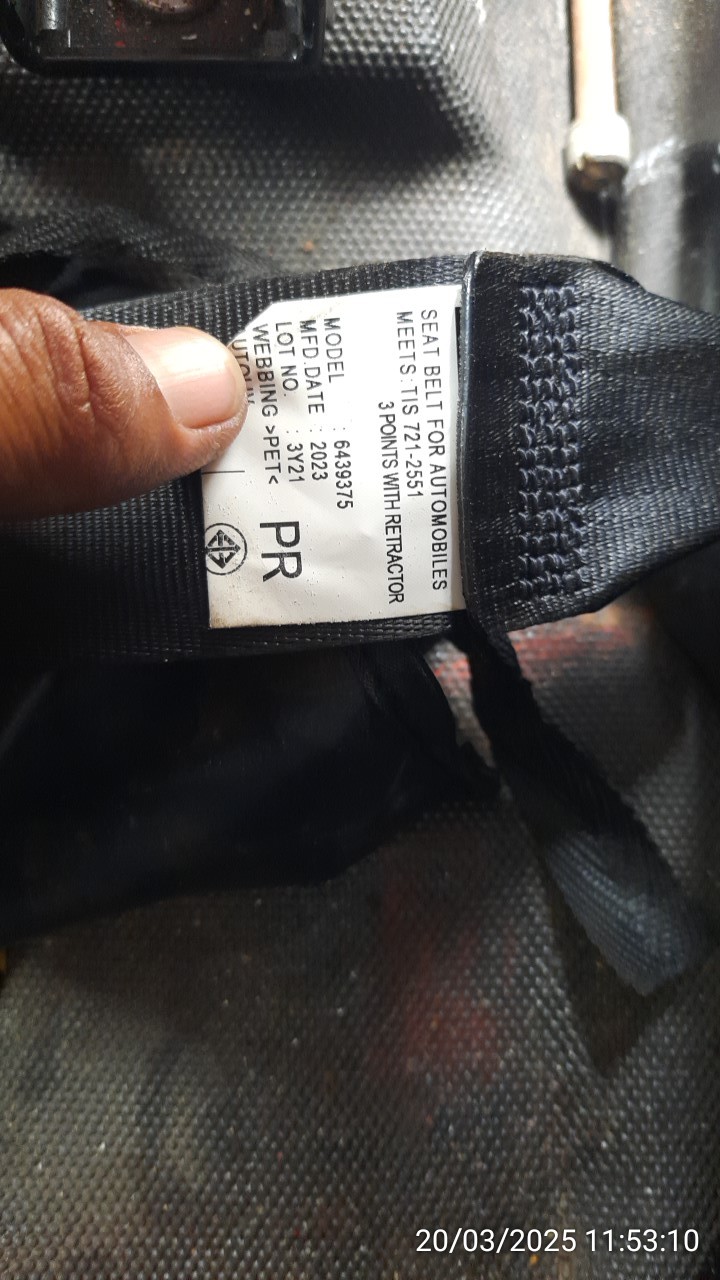 SEAT BELT FOR AUTOMOBILES
MEETS: TIS 721-2551
3 POINTS WITH RETRACTOR
MODEL : 6439375
MFD.DATE : 2023
LOT NO. : 3Y21
WEBBING >PET<
PR
20/03/2025 11:53:10